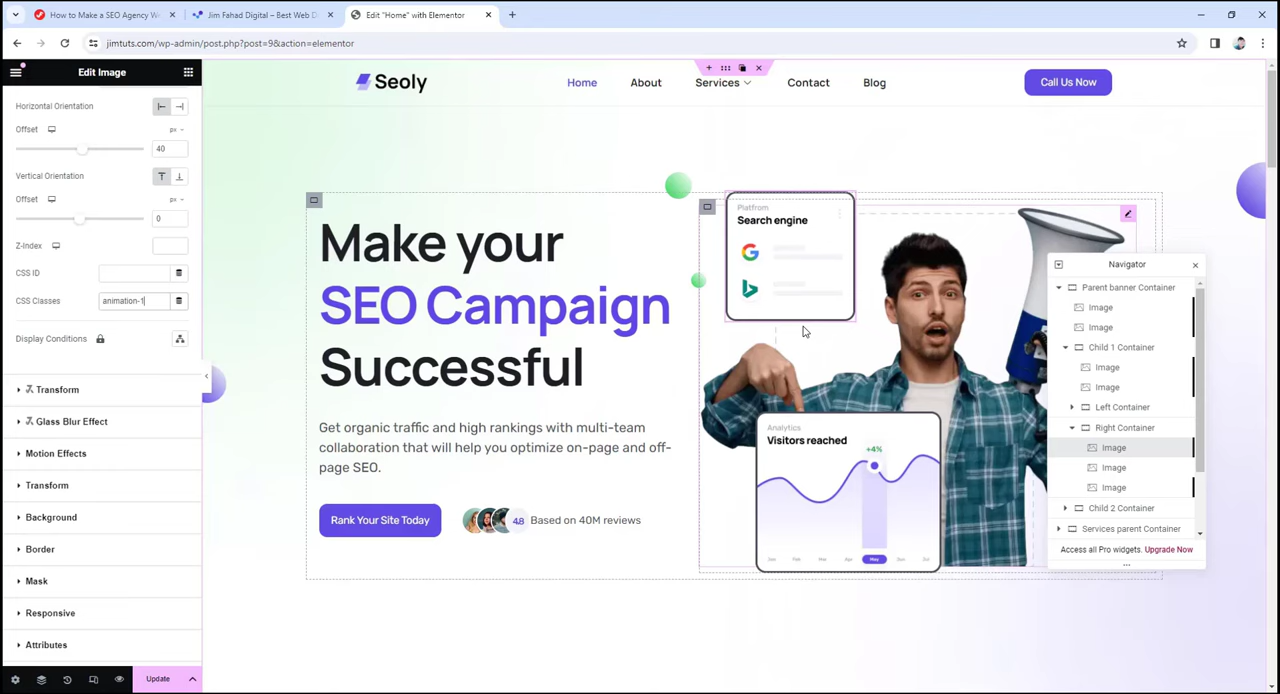 How to Make a SEO Agency We
Jim Fahad Digital – Best Web D
Edit "Home" with Elementor
jimtuts.com/wp-admin/post.php?post=9&action=elementor
Edit Image
Horizontal Orientation
Offset
px
40
Vertical Orientation
Offset
px
0
Z-Index
CSS ID
CSS Classes
animation-1
Display Conditions
Transform
Glass Blur Effect
Motion Effects
Transform
Background
Border
Mask
Responsive
Attributes
Update
Seoly
Home
About
Services
Contact
Blog
Call Us Now
Make your
SEO Campaign
Successful
Get organic traffic and high rankings with multi-team
collaboration that will help you optimize on-page and off-
page SEO.
Rank Your Site Today
4.8
Based on 40M reviews
Platfrom
Search engine
Analytics
Visitors reached
+4%
May
Navigator
Parent banner Container
Image
Image
Child 1 Container
Image
Image
Left Container
Right Container
Image
Image
Image
Child 2 Container
Services parent Container
Access all Pro widgets. Upgrade Now